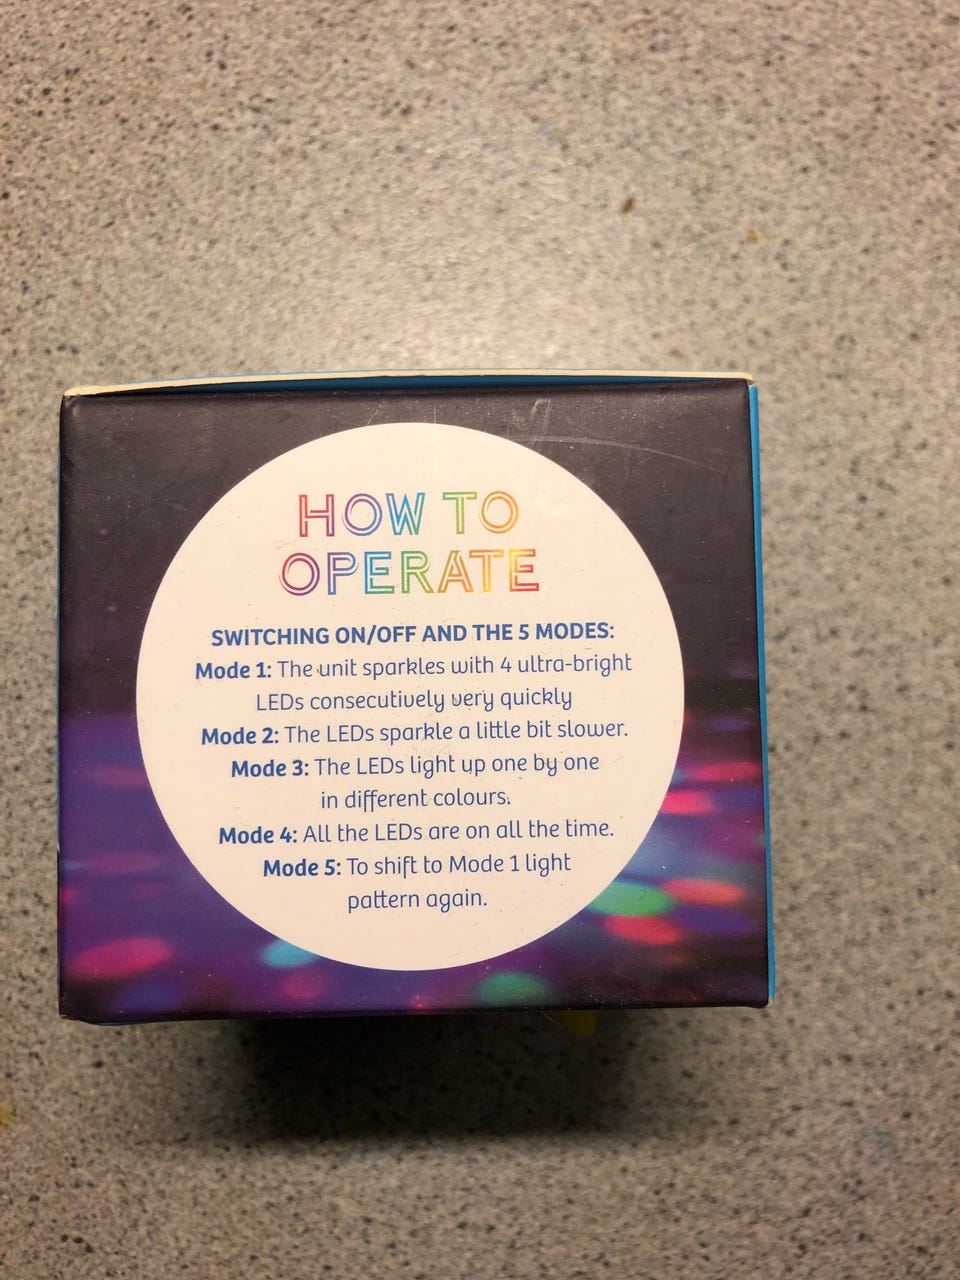 HOW TO
OPERATE
SWITCHING ON/OFF AND THE 5 MODES:
Mode 1: The unit sparkles with 4 ultra-bright
LEDs consecutively very quickly
Mode 2: The LEDs sparkle a little bit slower.
Mode 3: The LEDs light up one by one
in different colours.
Mode 4: All the LEDs are on all the time.
Mode 5: To shift to Mode 1 light
pattern again.